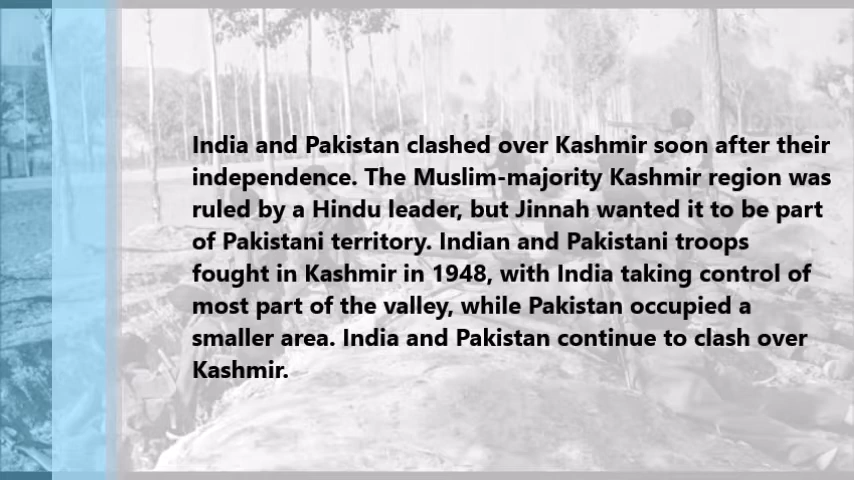 India and Pakistan clashed over Kashmir soon after their
independence. The Muslim-majority Kashmir region was
ruled by a Hindu leader, but Jinnah wanted it to be part
of Pakistani territory. Indian and Pakistani troops
fought in Kashmir in 1948, with India taking control of
most part of the valley, while Pakistan occupied a
smaller area. India and Pakistan continue to clash over
Kashmir.